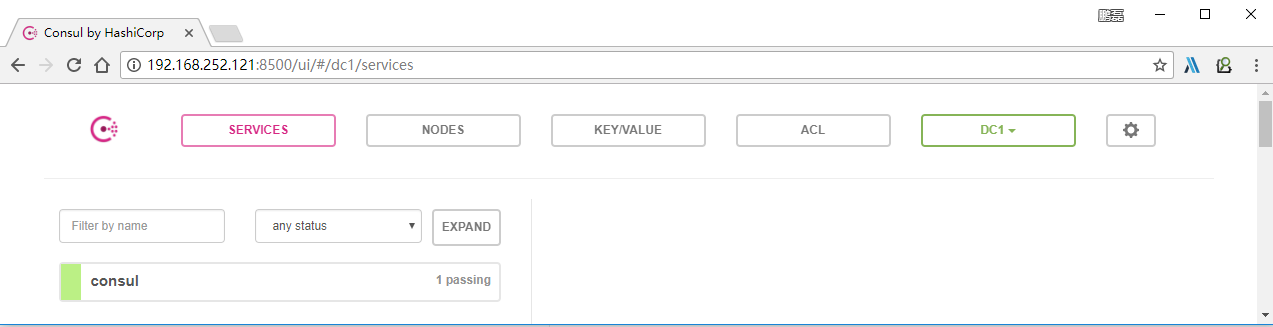 鹏磊
Consul by HashiCorp
192.168.252.121:8500/ui/#/dc1/services
SERVICES NODES KEY/VALUE ACL DC1
Filter by name any status EXPAND
consul 1 passing